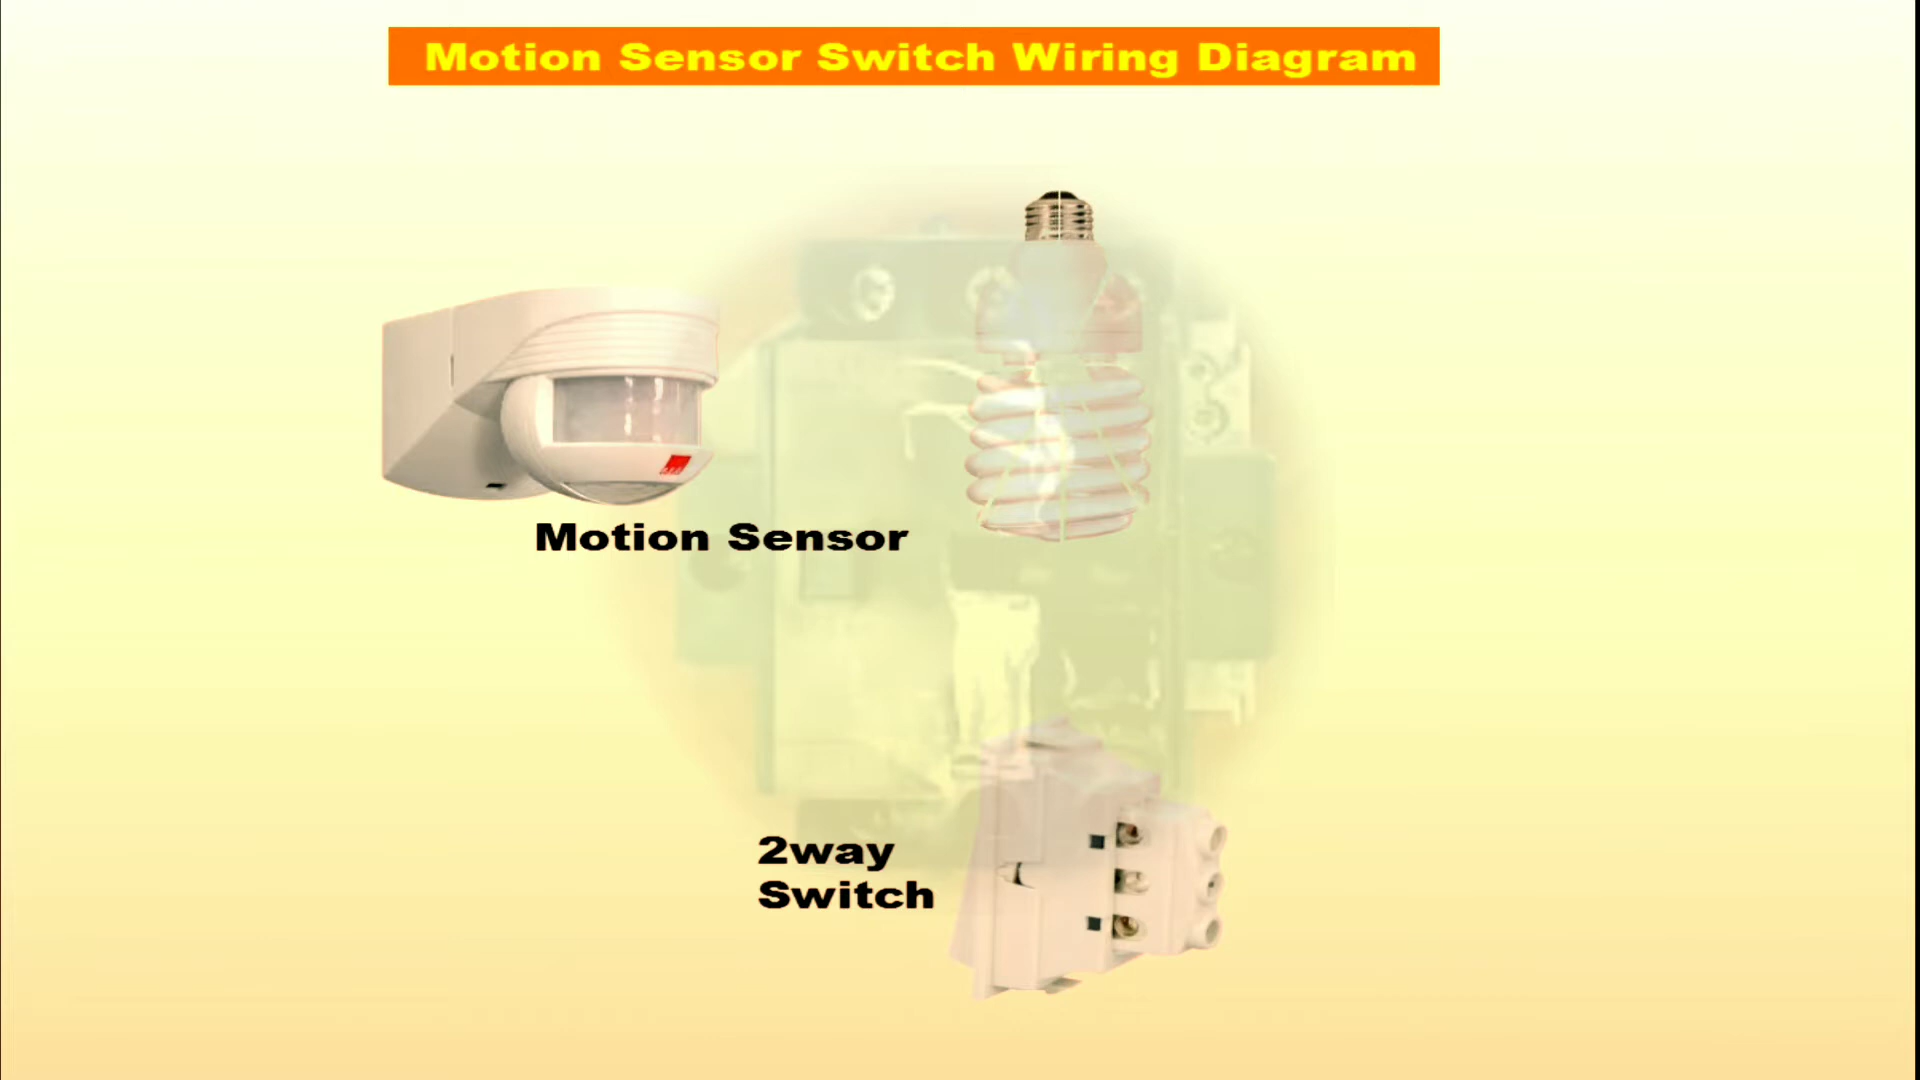 Motion Sensor Switch Wiring Diagram
Motion Sensor
2way
Switch